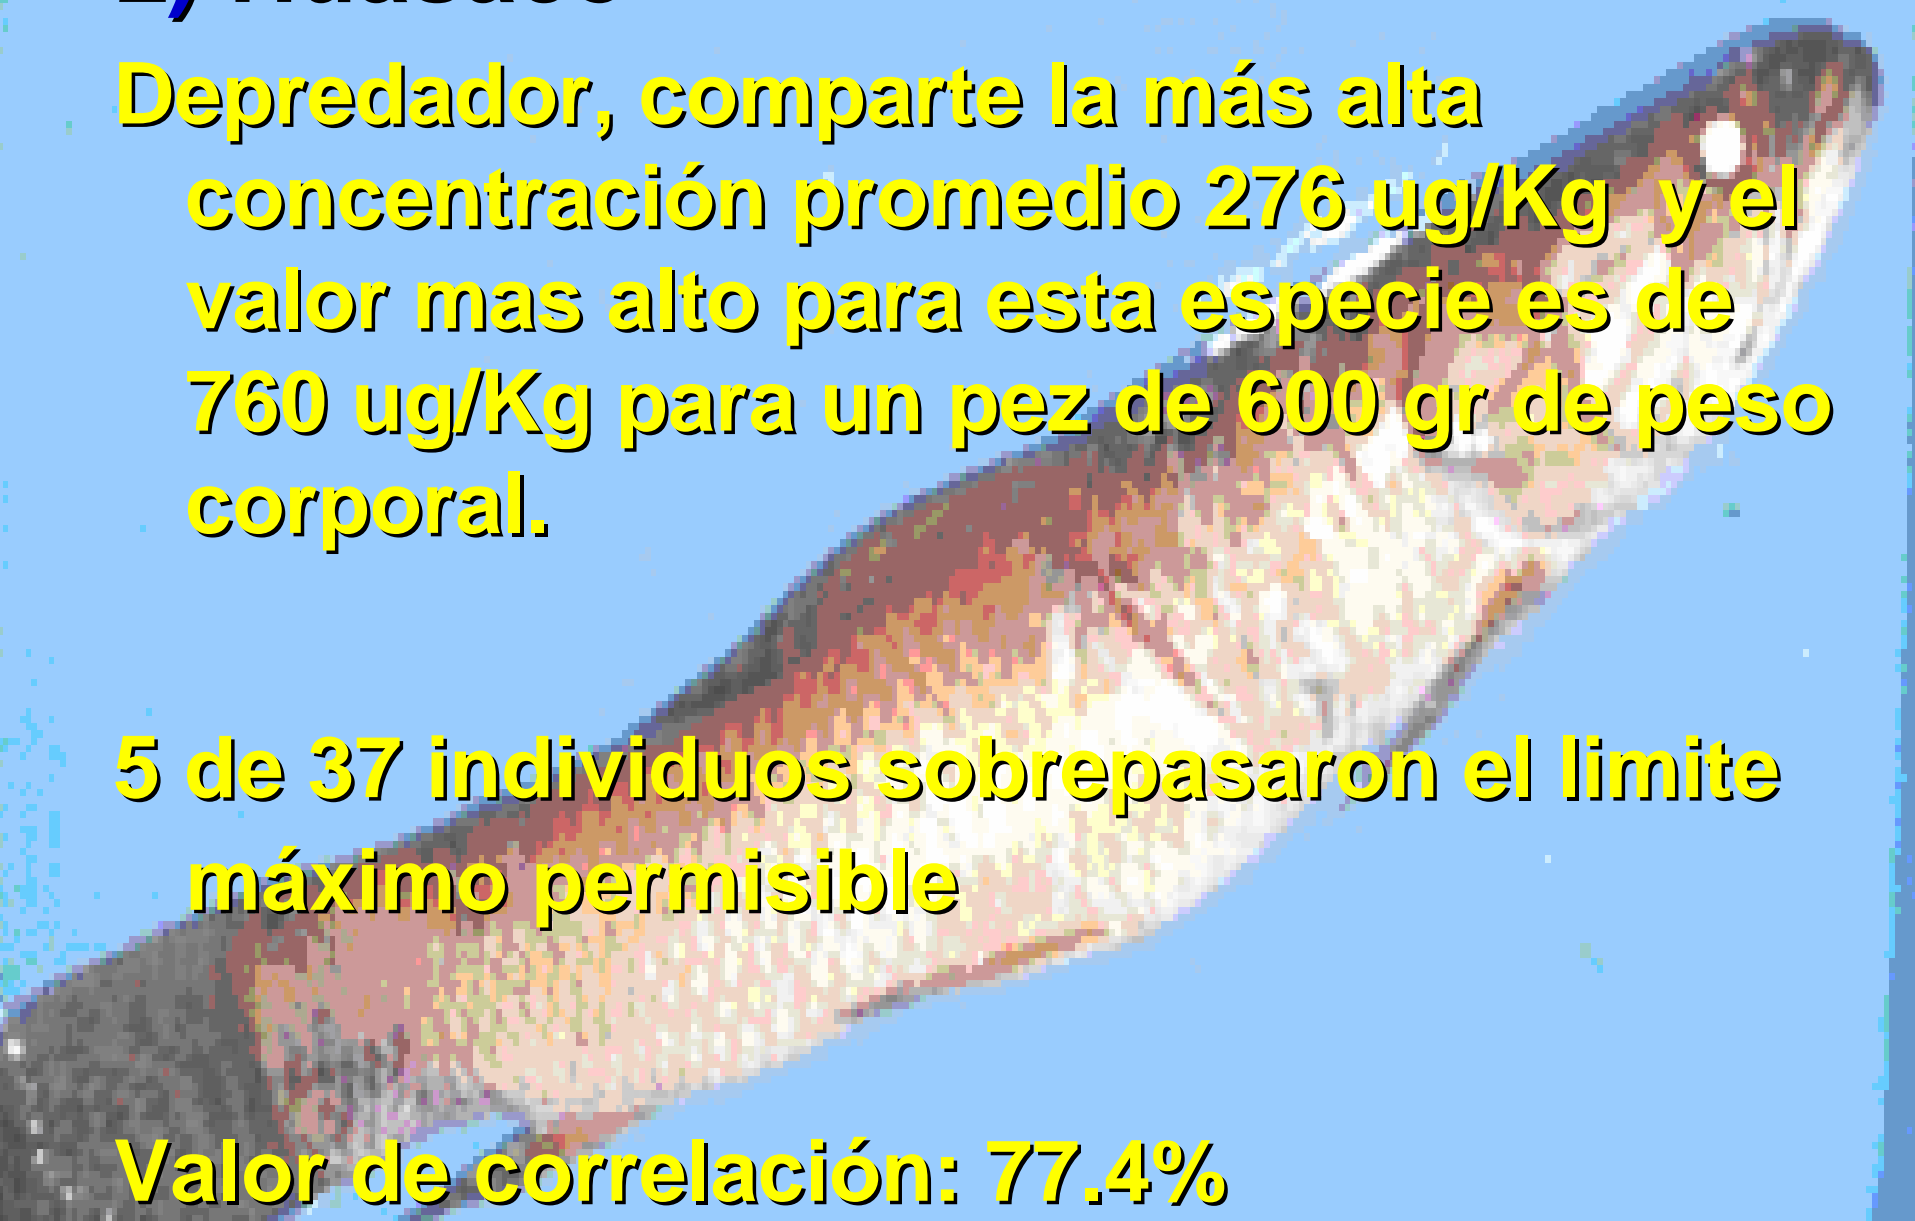 Depredador, comparte la más alta
concentración promedio 276 ug/Kg y el
valor mas alto para esta especie es de
760 ug/Kg para un pez de 600 gr de peso
corporal.
5 de 37 individuos sobrepasaron el limite
máximo permisible
Valor de correlación: 77.4%